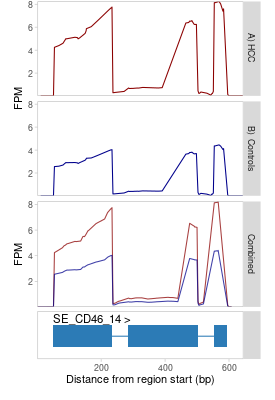 8
6
4
2
FPM
A) HCC
8
6
4
2
B) Controls
8
6
4
2
FPM
Combined
SE_CD46_14 >
0
200
400
600
Distance from region start (bp)